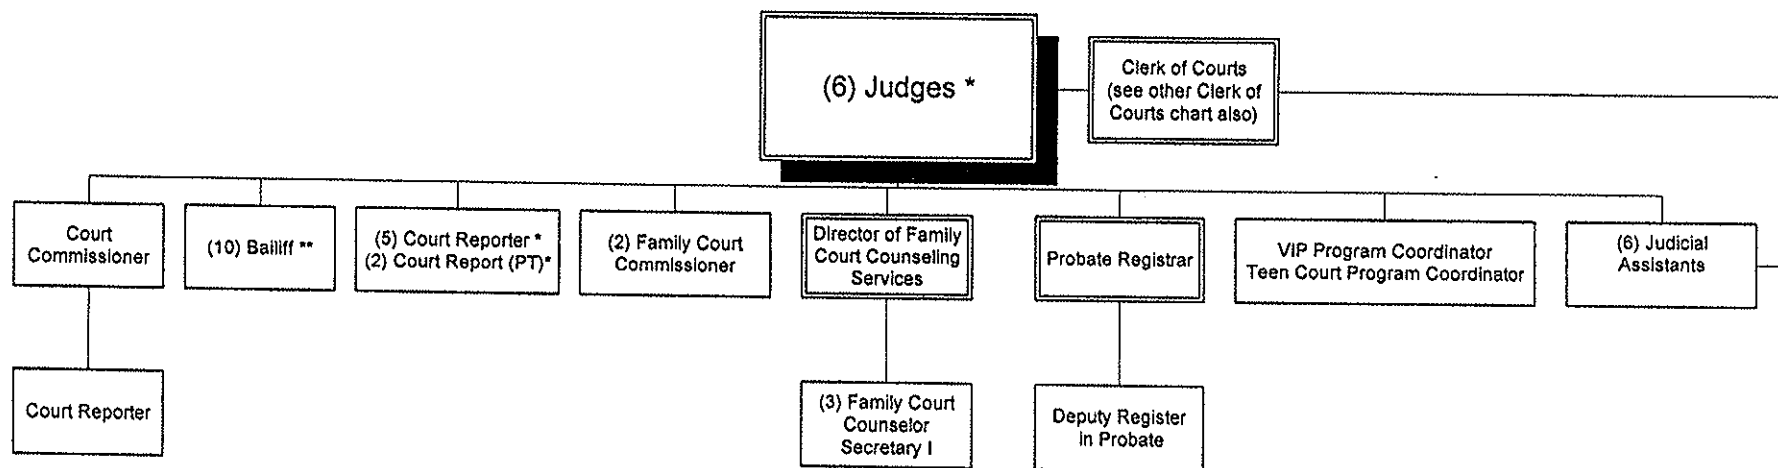 (6) Judges *
Clerk of Courts
(see other Clerk of
Courts chart also)
Court
Commissioner
(10) Bailiff **
(5) Court Reporter *
(2) Court Report (PT)*
(2) Family Court
Commissioner
Director of Family
Court Counseling
Services
Probate Registrar
VIP Program Coordinator
Teen Court Program Coordinator
(6) Judicial
Assistants
Court Reporter
(3) Family Court
Counselor
Secretary I
Deputy Register
in Probate